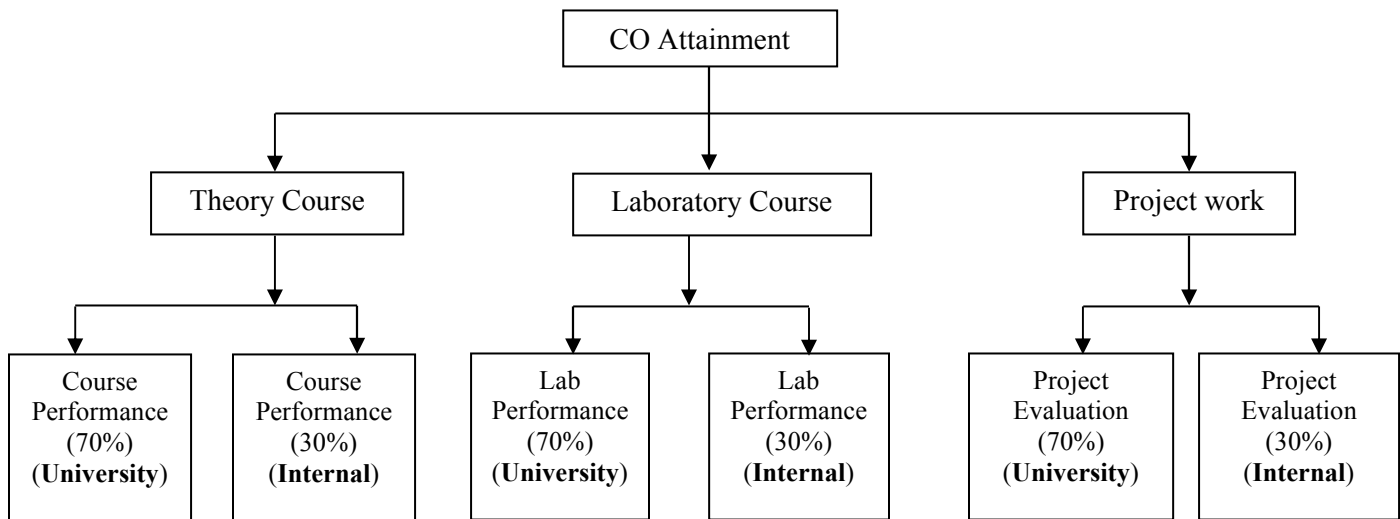 CO Attainment
Theory Course
Laboratory Course
Project work
Course
Performance
(70%)
(University)
Course
Performance
(30%)
(Internal)
Lab
Performance
(70%)
(University)
Lab
Performance
(30%)
(Internal)
Project
Evaluation
(70%)
(University)
Project
Evaluation
(30%)
(Internal)